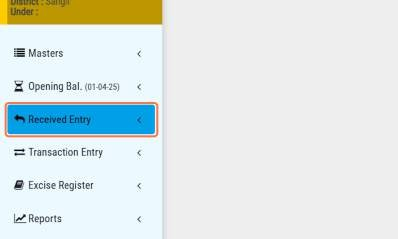 District : Sangli
Under :
Masters
Opening Bal. (01-04-25)
Received Entry
Transaction Entry
Excise Register
Reports